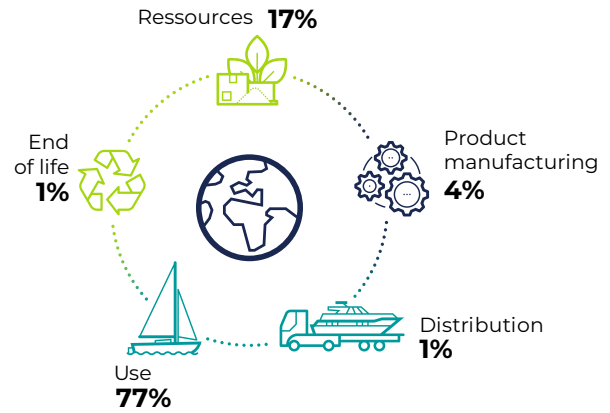 Ressources 17%
Product
manufacturing
4%
Distribution
1%
Use
77%
End
of life
1%